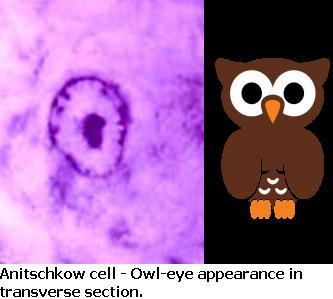 Anitschkow cell - Owl-eye appearance in
transverse section.